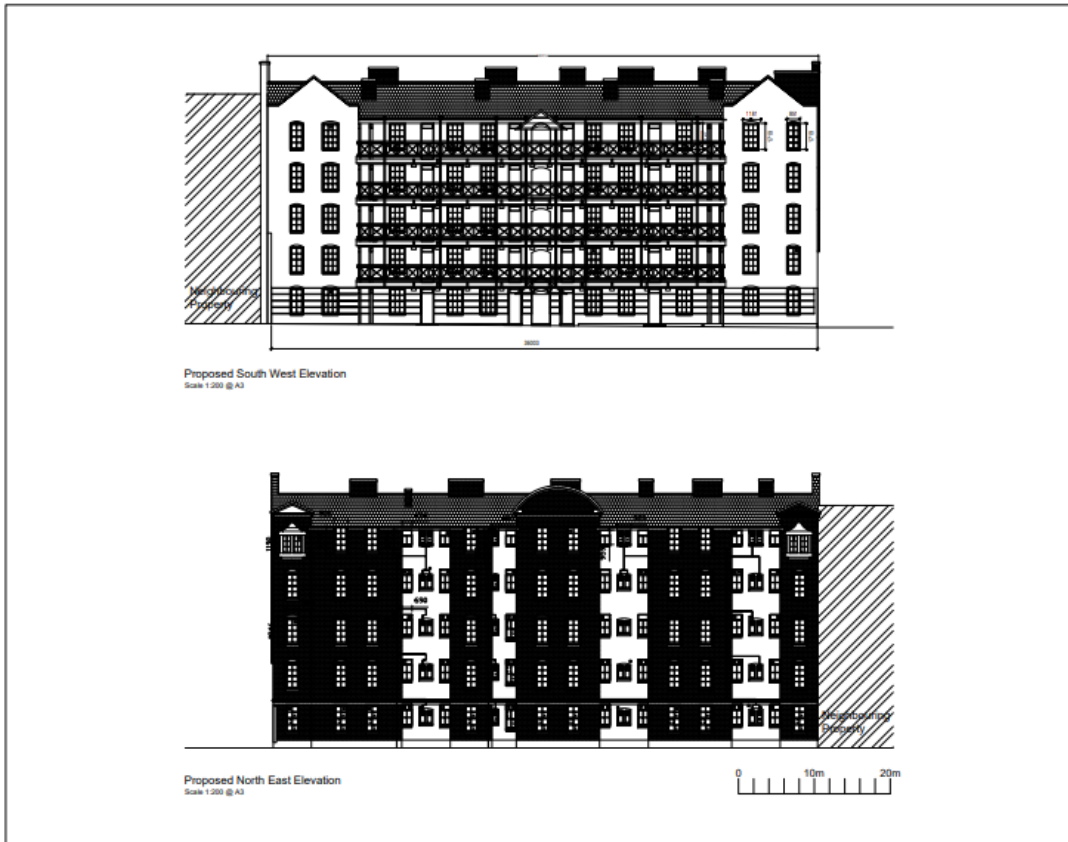 Neighbouring
Property
Proposed South West Elevation
Scale 1:200 @ A3
650
Neighbouring
Property
Proposed North East Elevation
Scale 1:200 @ A3
0 10m 20m